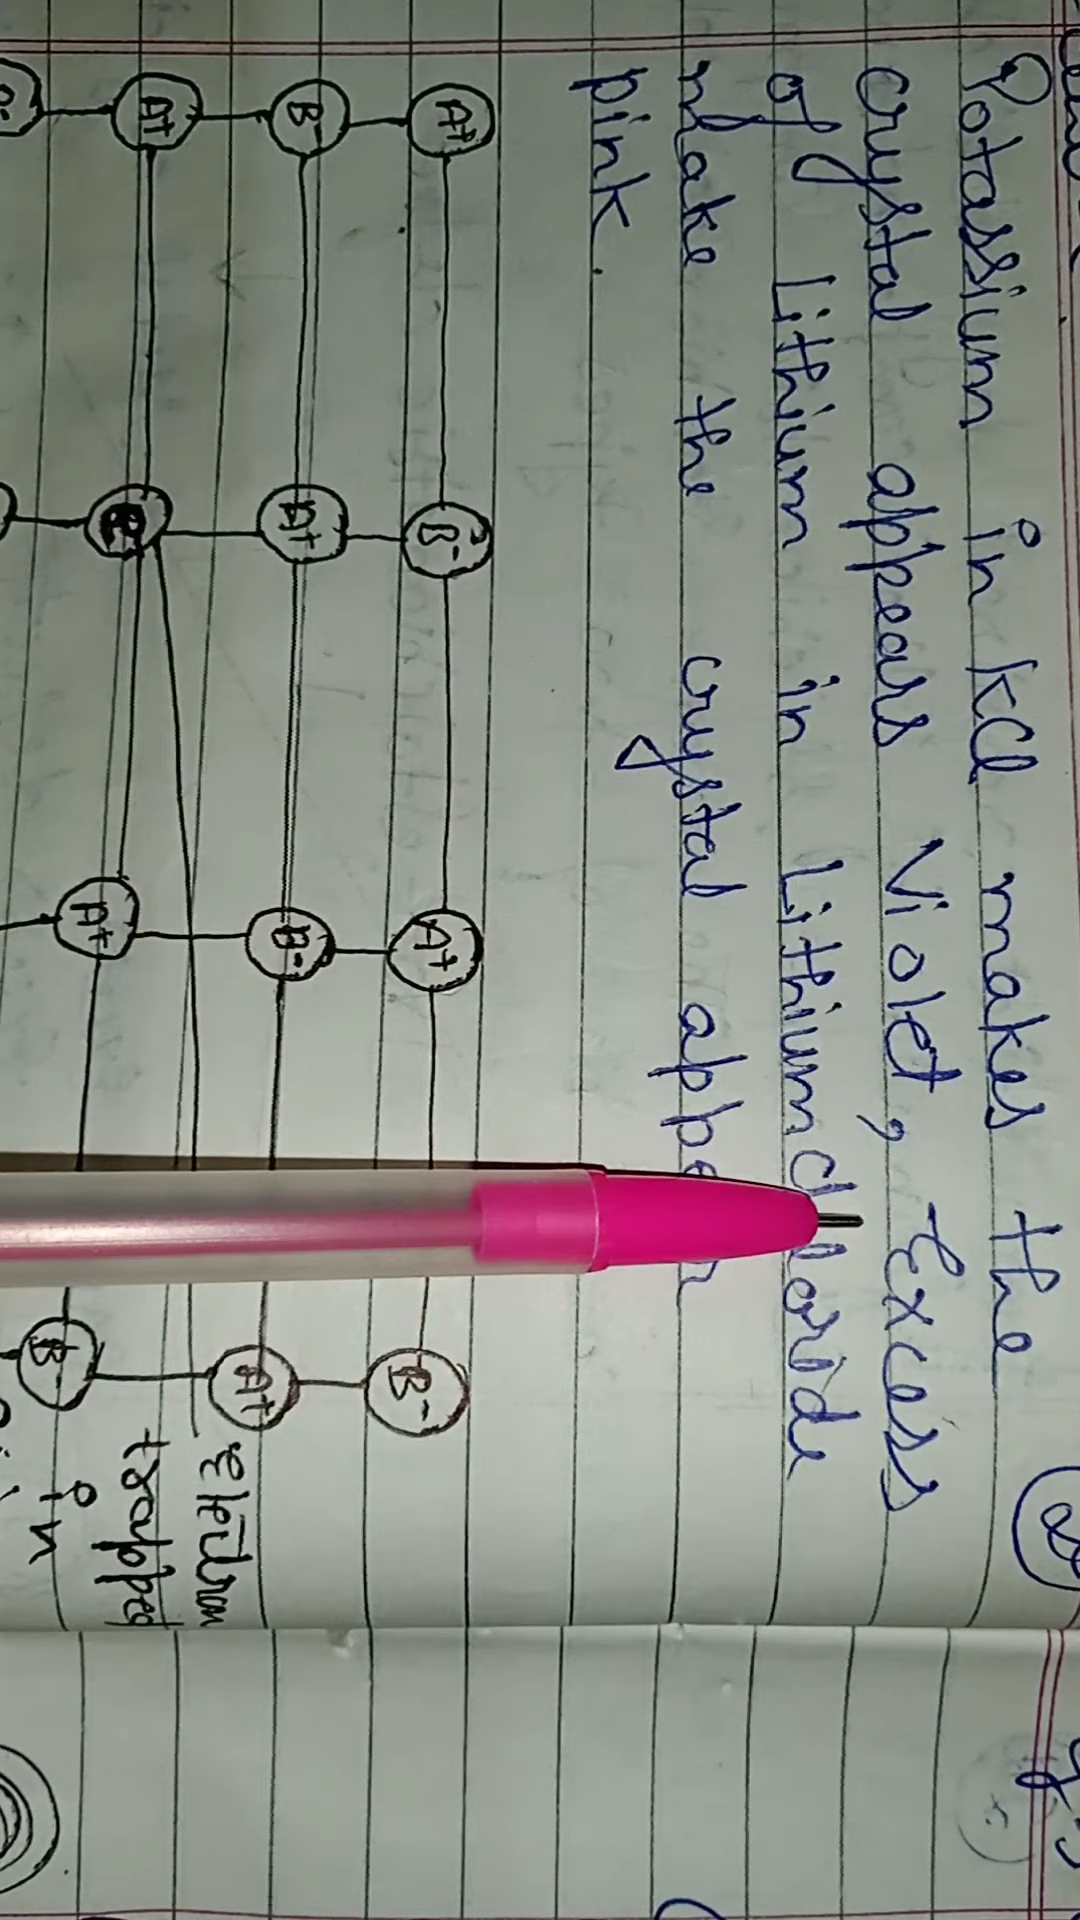 Potassium in KCl makes the
crystal appears Violet, Excess
of Lithium in Lithium chloride
make the crystal appear
pink.
A+ B- A+ B-
B- A+ B- A+
A+ e- A+ B-
Electron
trapped
in